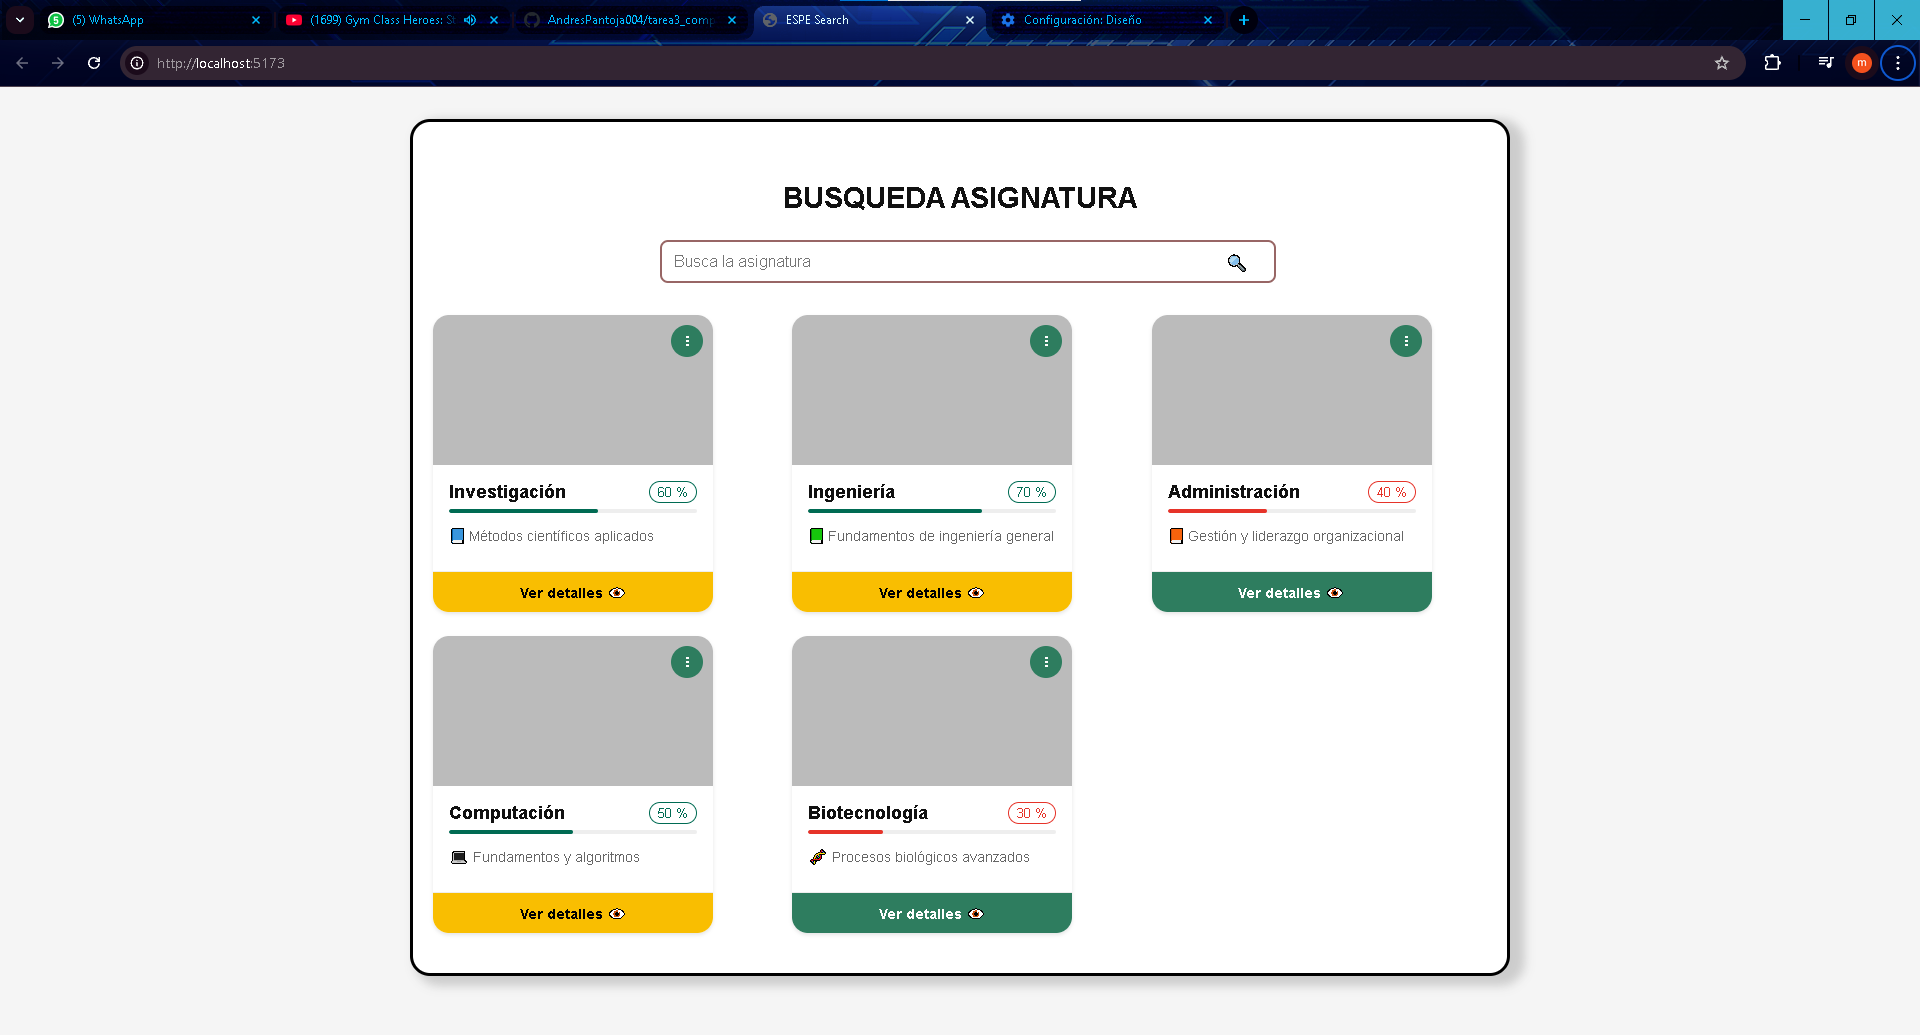 (5) WhatsApp
(1699) Gym Class Heroes: St
AndresPantoja004/tarea3_comp
ESPE Search
Configuración: Diseño
http://localhost:5173
m
BUSQUEDA ASIGNATURA
Busca la asignatura
Investigación
60 %
Métodos científicos aplicados
Ver detalles
Ingeniería
70 %
Fundamentos de ingeniería general
Ver detalles
Administración
40 %
Gestión y liderazgo organizacional
Ver detalles
Computación
50 %
Fundamentos y algoritmos
Ver detalles
Biotecnología
30 %
Procesos biológicos avanzados
Ver detalles